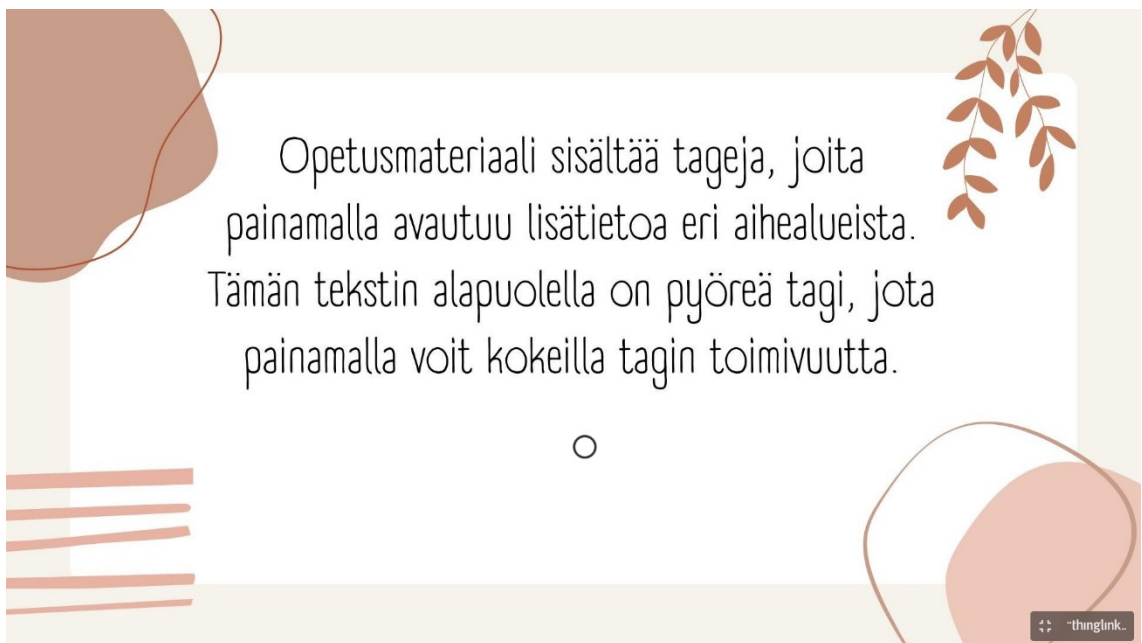 Opetusmateriaali sisältää tageja, joita
painamalla avautuu lisätietoa eri aihealueista.
Tämän tekstin alapuolella on pyöreä tagi, jota
painamalla voit kokeilla tagin toimivuutta.
thinglink..